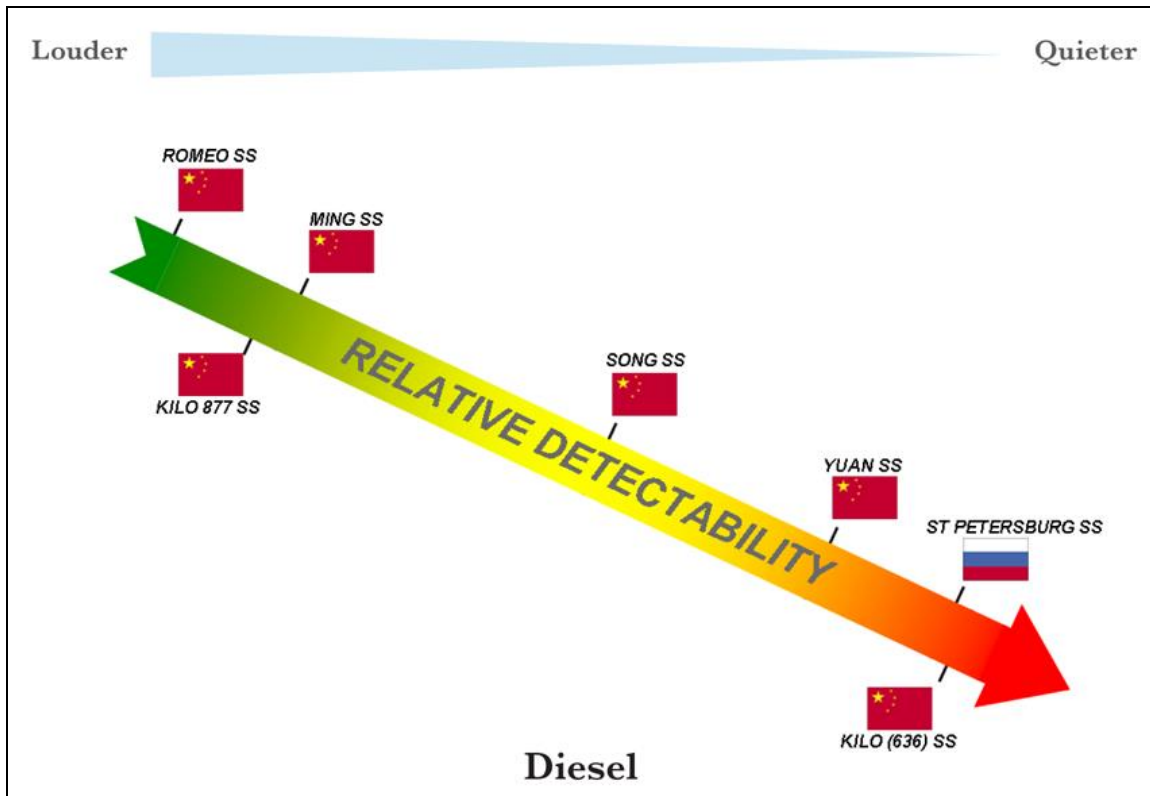 Louder
Quieter
ROMEO SS
MING SS
KILO 877 SS
RELATIVE DETECTABILITY
SONG SS
YUAN SS
ST PETERSBURG SS
KILO (636) SS
Diesel